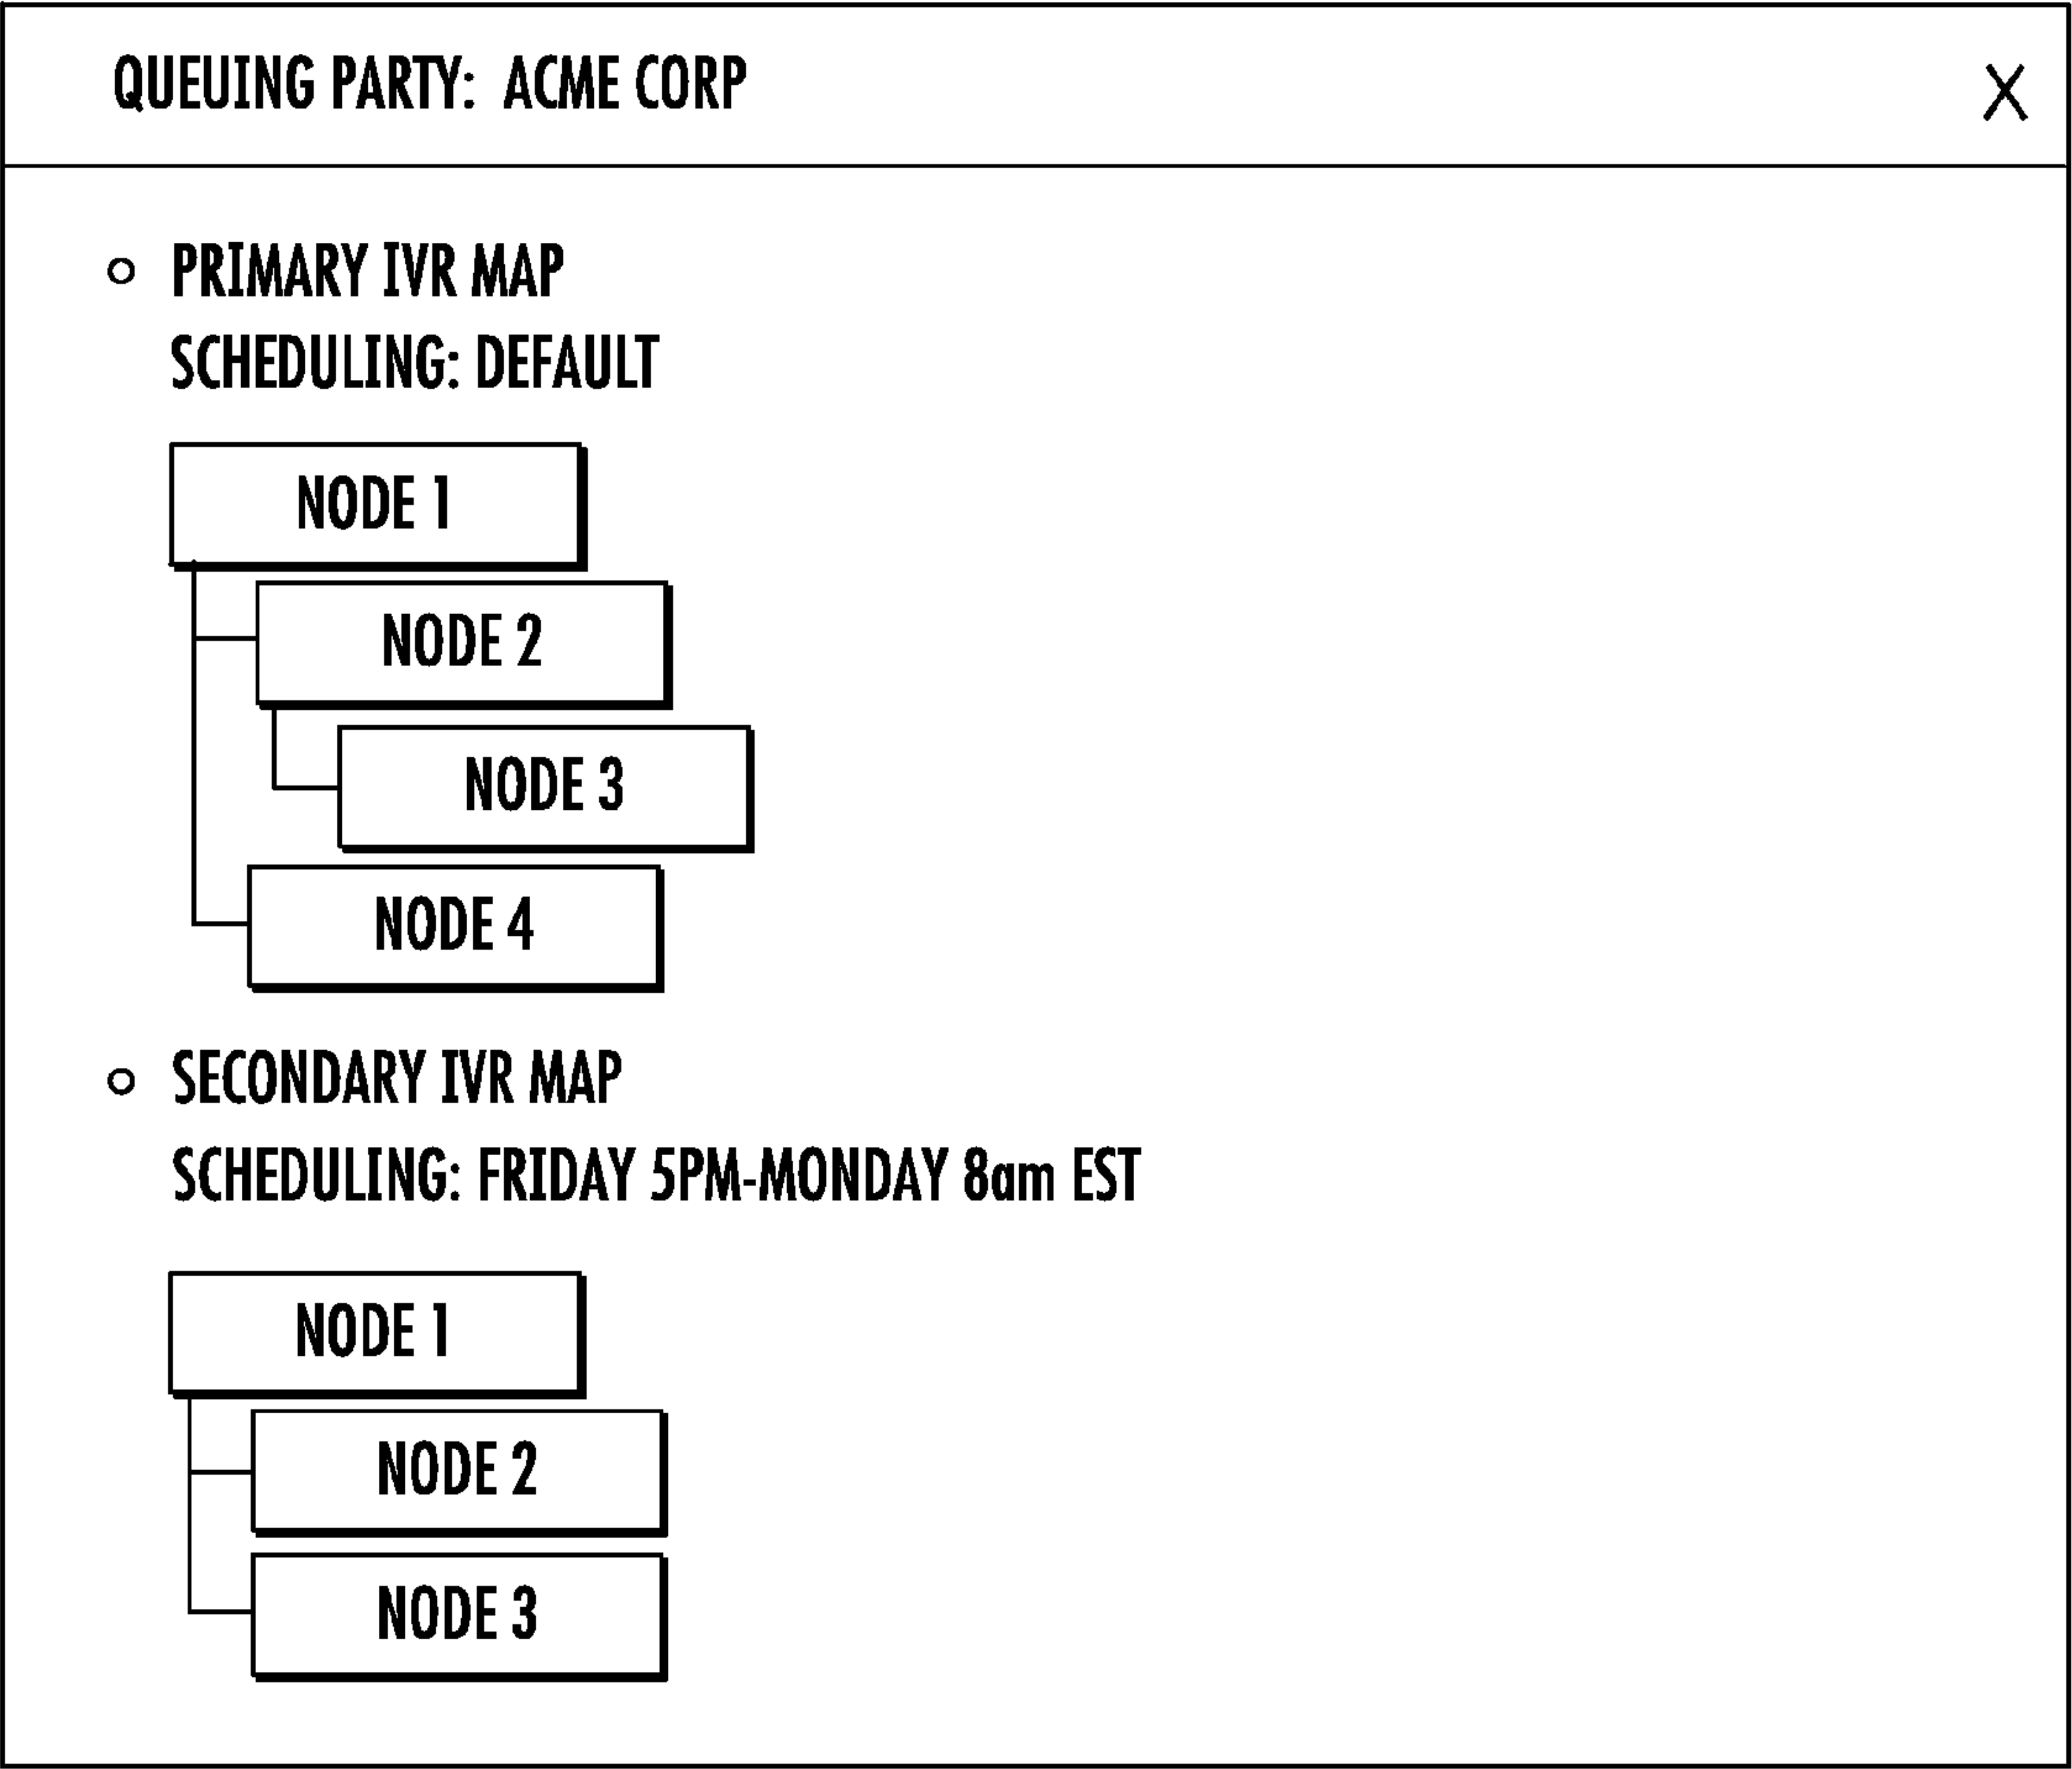 QUEUING PARTY: ACME CORP X
PRIMARY IVR MAP
SCHEDULING: DEFAULT
NODE 1
NODE 2
NODE 3
NODE 4
SECONDARY IVR MAP
SCHEDULING: FRIDAY 5PM-MONDAY 8am EST
NODE 1
NODE 2
NODE 3